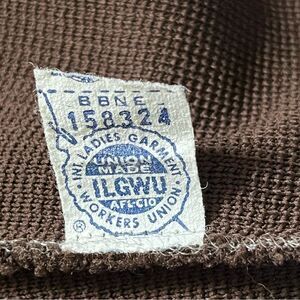 BBNE
158324
INT. LADIES GARMENT
UNION
MADE
ILGWU
AFL-CIO
WORKERS UNION
®